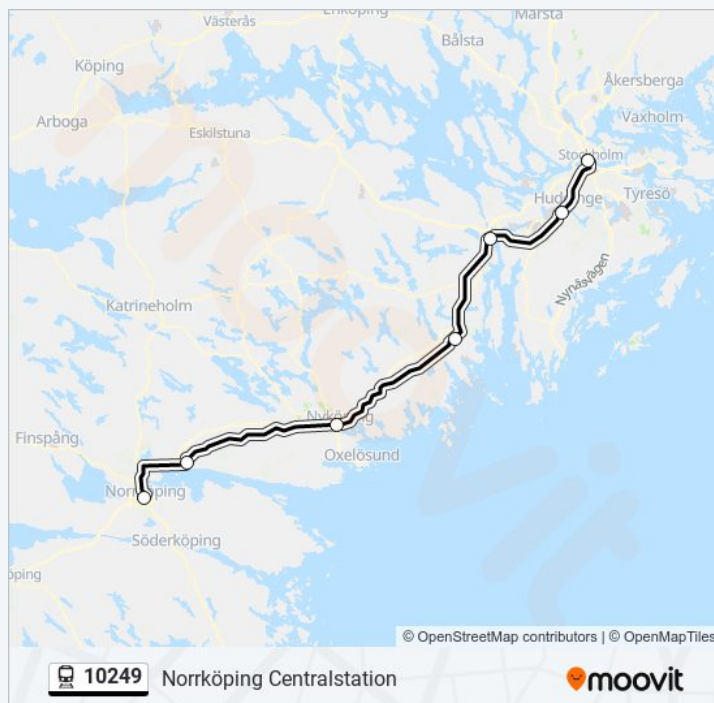 Märsta
Enköping
Västerås
Bålsta
Köping
Åkersberga
Arboga
Vaxholm
Eskilstuna
Stockholm
Huddinge
Tyresö
Nynäsvägen
Katrineholm
Nyköping
Finspång
Oxelösund
Norrköping
Söderköping
© OpenStreetMap contributors | © OpenMapTiles
10249 Norrköping Centralstation
moovit